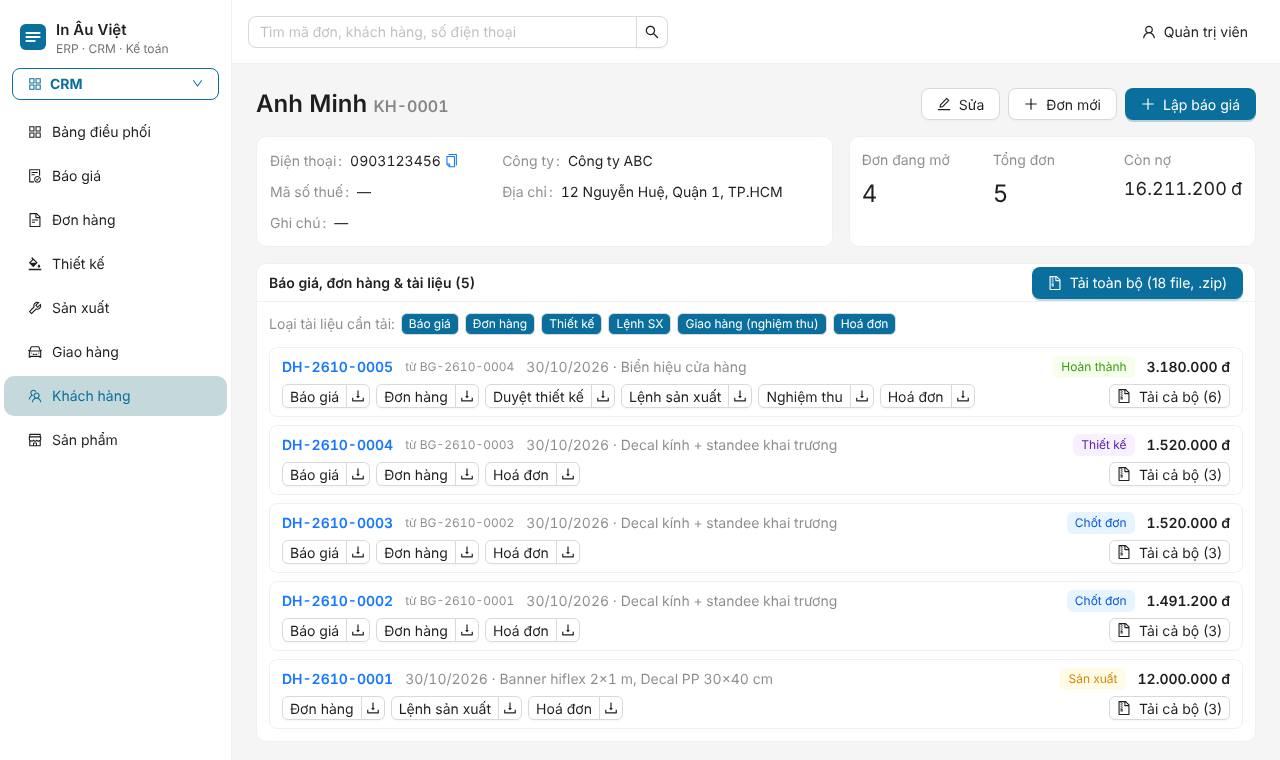 In Âu Việt
ERP · CRM · Kế toán
CRM
Bảng điều phối
Báo giá
Đơn hàng
Thiết kế
Sản xuất
Giao hàng
Khách hàng
Sản phẩm
Tìm mã đơn, khách hàng, số điện thoại
Quản trị viên
Anh Minh KH-0001
Sửa
Đơn mới
Lập báo giá
Điện thoại: 0903123456
Công ty: Công ty ABC
Mã số thuế: —
Địa chỉ: 12 Nguyễn Huệ, Quận 1, TP.HCM
Ghi chú: —
Đơn đang mở
4
Tổng đơn
5
Còn nợ
16.211.200 đ
Báo giá, đơn hàng & tài liệu (5)
Tải toàn bộ (18 file, .zip)
Loại tài liệu cần tải: Báo giá Đơn hàng Thiết kế Lệnh SX Giao hàng (nghiệm thu) Hoá đơn
DH-2610-0005 từ BG-2610-0004 30/10/2026 · Biển hiệu cửa hàng Hoàn thành 3.180.000 đ
Báo giá Đơn hàng Duyệt thiết kế Lệnh sản xuất Nghiệm thu Hoá đơn Tải cả bộ (6)
DH-2610-0004 từ BG-2610-0003 30/10/2026 · Decal kính + standee khai trương Thiết kế 1.520.000 đ
Báo giá Đơn hàng Hoá đơn Tải cả bộ (3)
DH-2610-0003 từ BG-2610-0002 30/10/2026 · Decal kính + standee khai trương Chốt đơn 1.520.000 đ
Báo giá Đơn hàng Hoá đơn Tải cả bộ (3)
DH-2610-0002 từ BG-2610-0001 30/10/2026 · Decal kính + standee khai trương Chốt đơn 1.491.200 đ
Báo giá Đơn hàng Hoá đơn Tải cả bộ (3)
DH-2610-0001 30/10/2026 · Banner hiflex 2×1 m, Decal PP 30×40 cm Sản xuất 12.000.000 đ
Đơn hàng Lệnh sản xuất Hoá đơn Tải cả bộ (3)